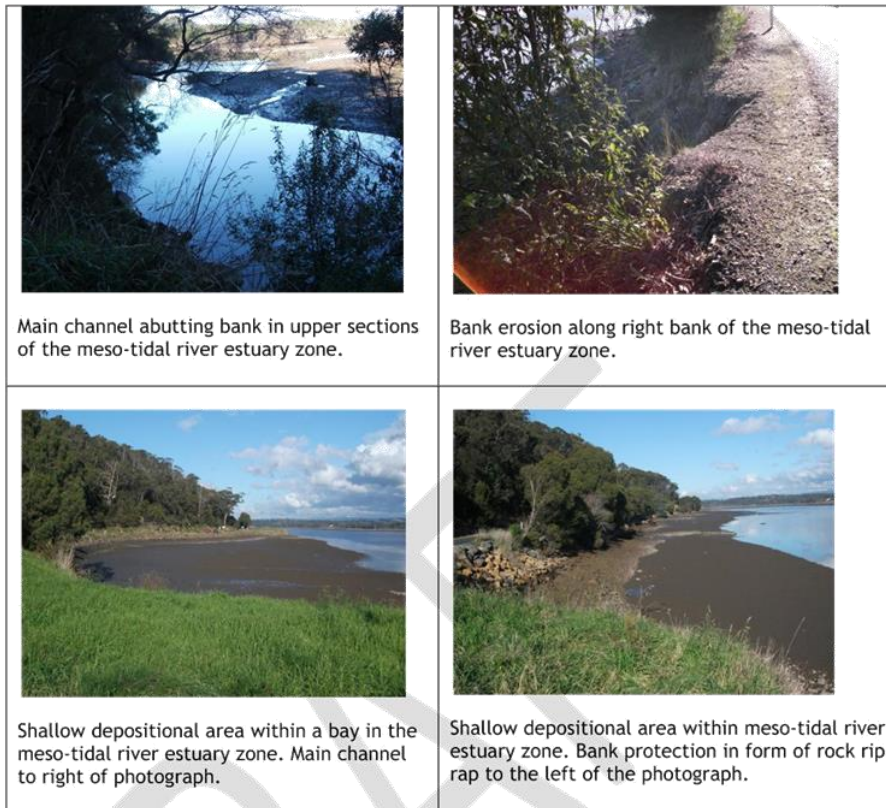 Main channel abutting bank in upper sections
of the meso-tidal river estuary zone.
Bank erosion along right bank of the meso-tidal
river estuary zone.
Shallow depositional area within a bay in the
meso-tidal river estuary zone. Main channel
to right of photograph.
Shallow depositional area within meso-tidal river
estuary zone. Bank protection in form of rock rip
rap to the left of the photograph.